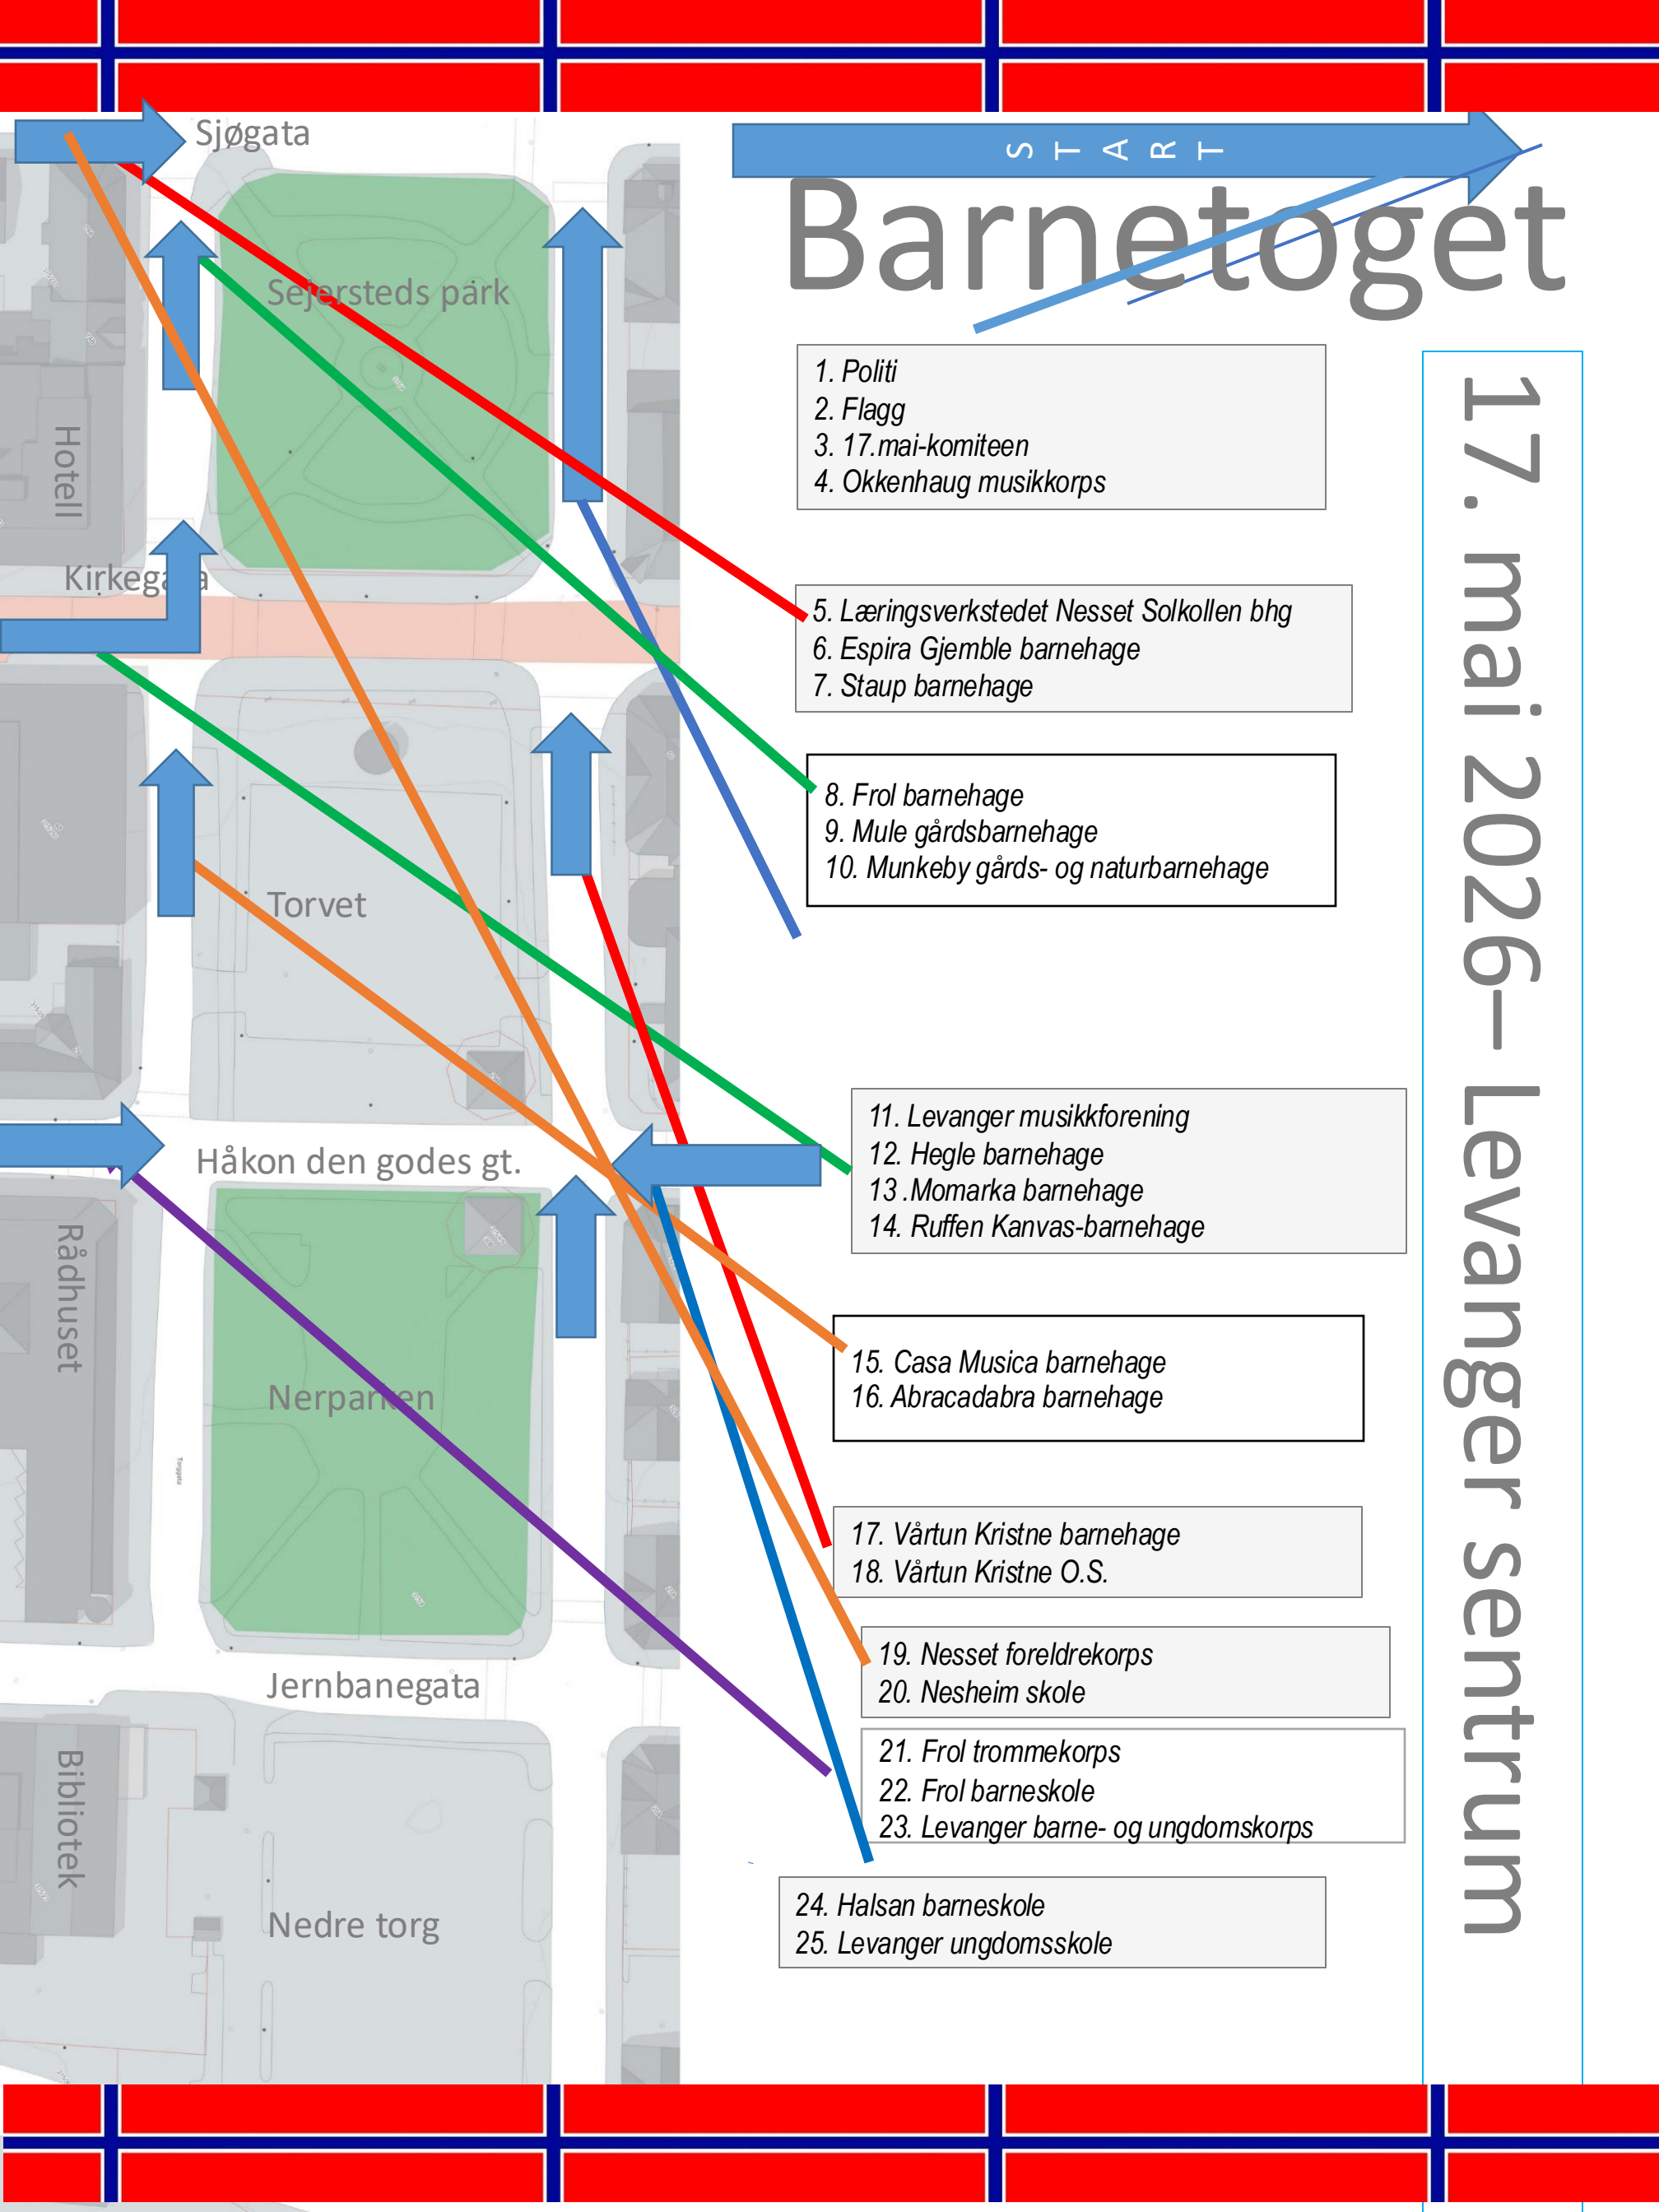 START
Barnetoget
17. mai 2026– Levanger sentrum
Sjøgata
Sejersteds park
Hotell
Kirkegata
Torvet
Håkon den godes gt.
Rådhuset
Nerparken
Torggata
Jernbanegata
Bibliotek
Nedre torg
1. Politi
2. Flagg
3. 17.mai-komiteen
4. Okkenhaug musikkorps
5. Læringsverkstedet Nesset Solkollen bhg
6. Espira Gjemble barnehage
7. Staup barnehage
8. Frol barnehage
9. Mule gårdsbarnehage
10. Munkeby gårds- og naturbarnehage
11. Levanger musikkforening
12. Hegle barnehage
13 .Momarka barnehage
14. Ruffen Kanvas-barnehage
15. Casa Musica barnehage
16. Abracadabra barnehage
17. Vårtun Kristne barnehage
18. Vårtun Kristne O.S.
19. Nesset foreldrekorps
20. Nesheim skole
21. Frol trommekorps
22. Frol barneskole
23. Levanger barne- og ungdomskorps
24. Halsan barneskole
25. Levanger ungdomsskole